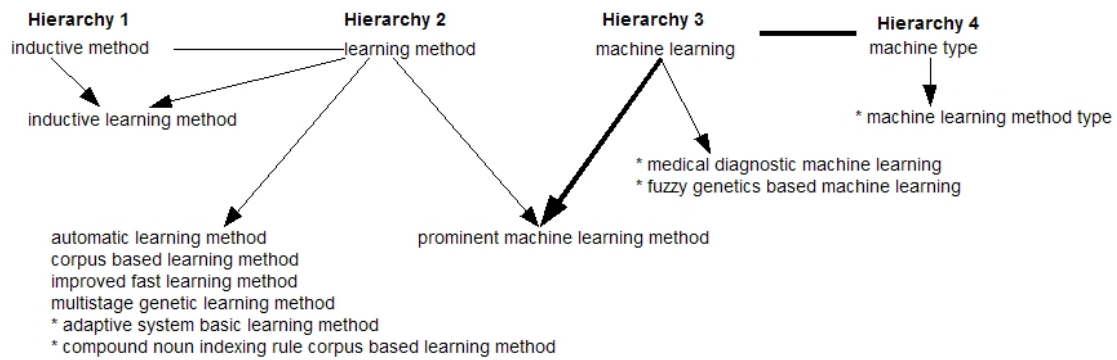 Hierarchy 1
Hierarchy 2
Hierarchy 3
Hierarchy 4
inductive method
learning method
machine learning
machine type
inductive learning method
* machine learning method type
* medical diagnostic machine learning
* fuzzy genetics based machine learning
automatic learning method
corpus based learning method
improved fast learning method
multistage genetic learning method
* adaptive system basic learning method
* compound noun indexing rule corpus based learning method
prominent machine learning method